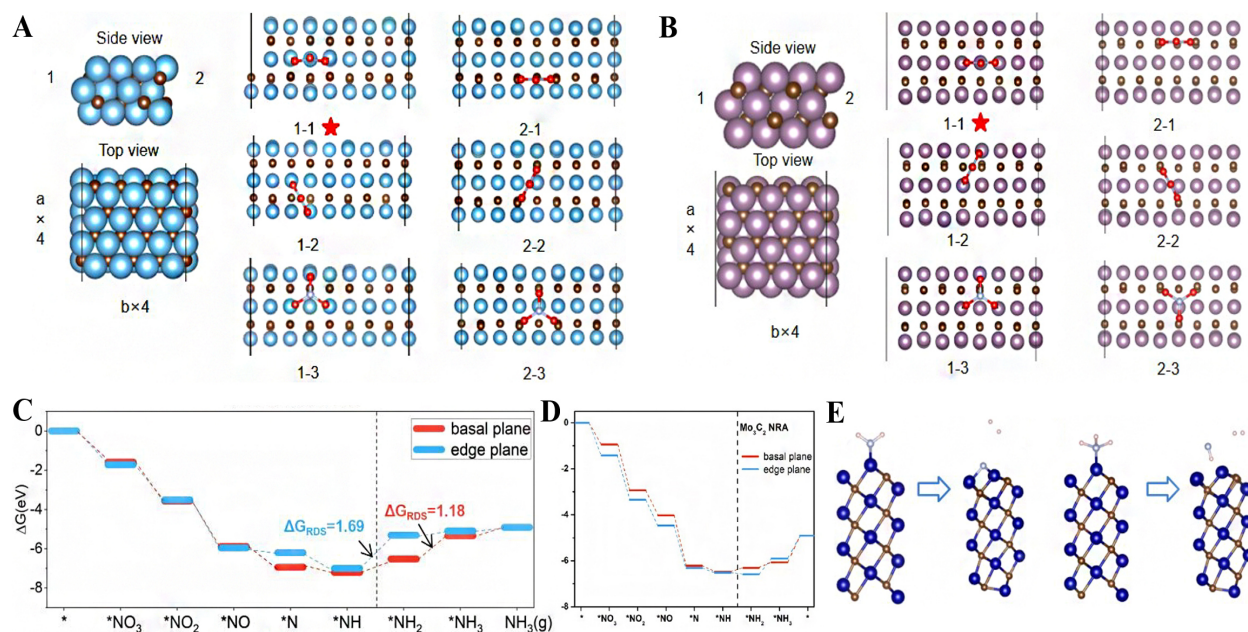 A
Side view
1
2
Top view
a
×
4
b×4
1-1
2-1
1-2
2-2
1-3
2-3
B
Side view
1
2
Top view
a
×
4
b×4
1-1
2-1
1-2
2-2
1-3
2-3
C
ΔG(eV)
0
-2
-4
-6
-8
basal plane
edge plane
ΔG_RDS=1.69
ΔG_RDS=1.18
* *NO₃ *NO₂ *NO *N *NH *NH₂ *NH₃ NH₃(g)
D
0
-2
-4
-6
-8
Mo₃C₂ NRA
basal plane
edge plane
* *NO₃ *NO₂ *NO *N *NH *NH₂ *NH₃ *
E